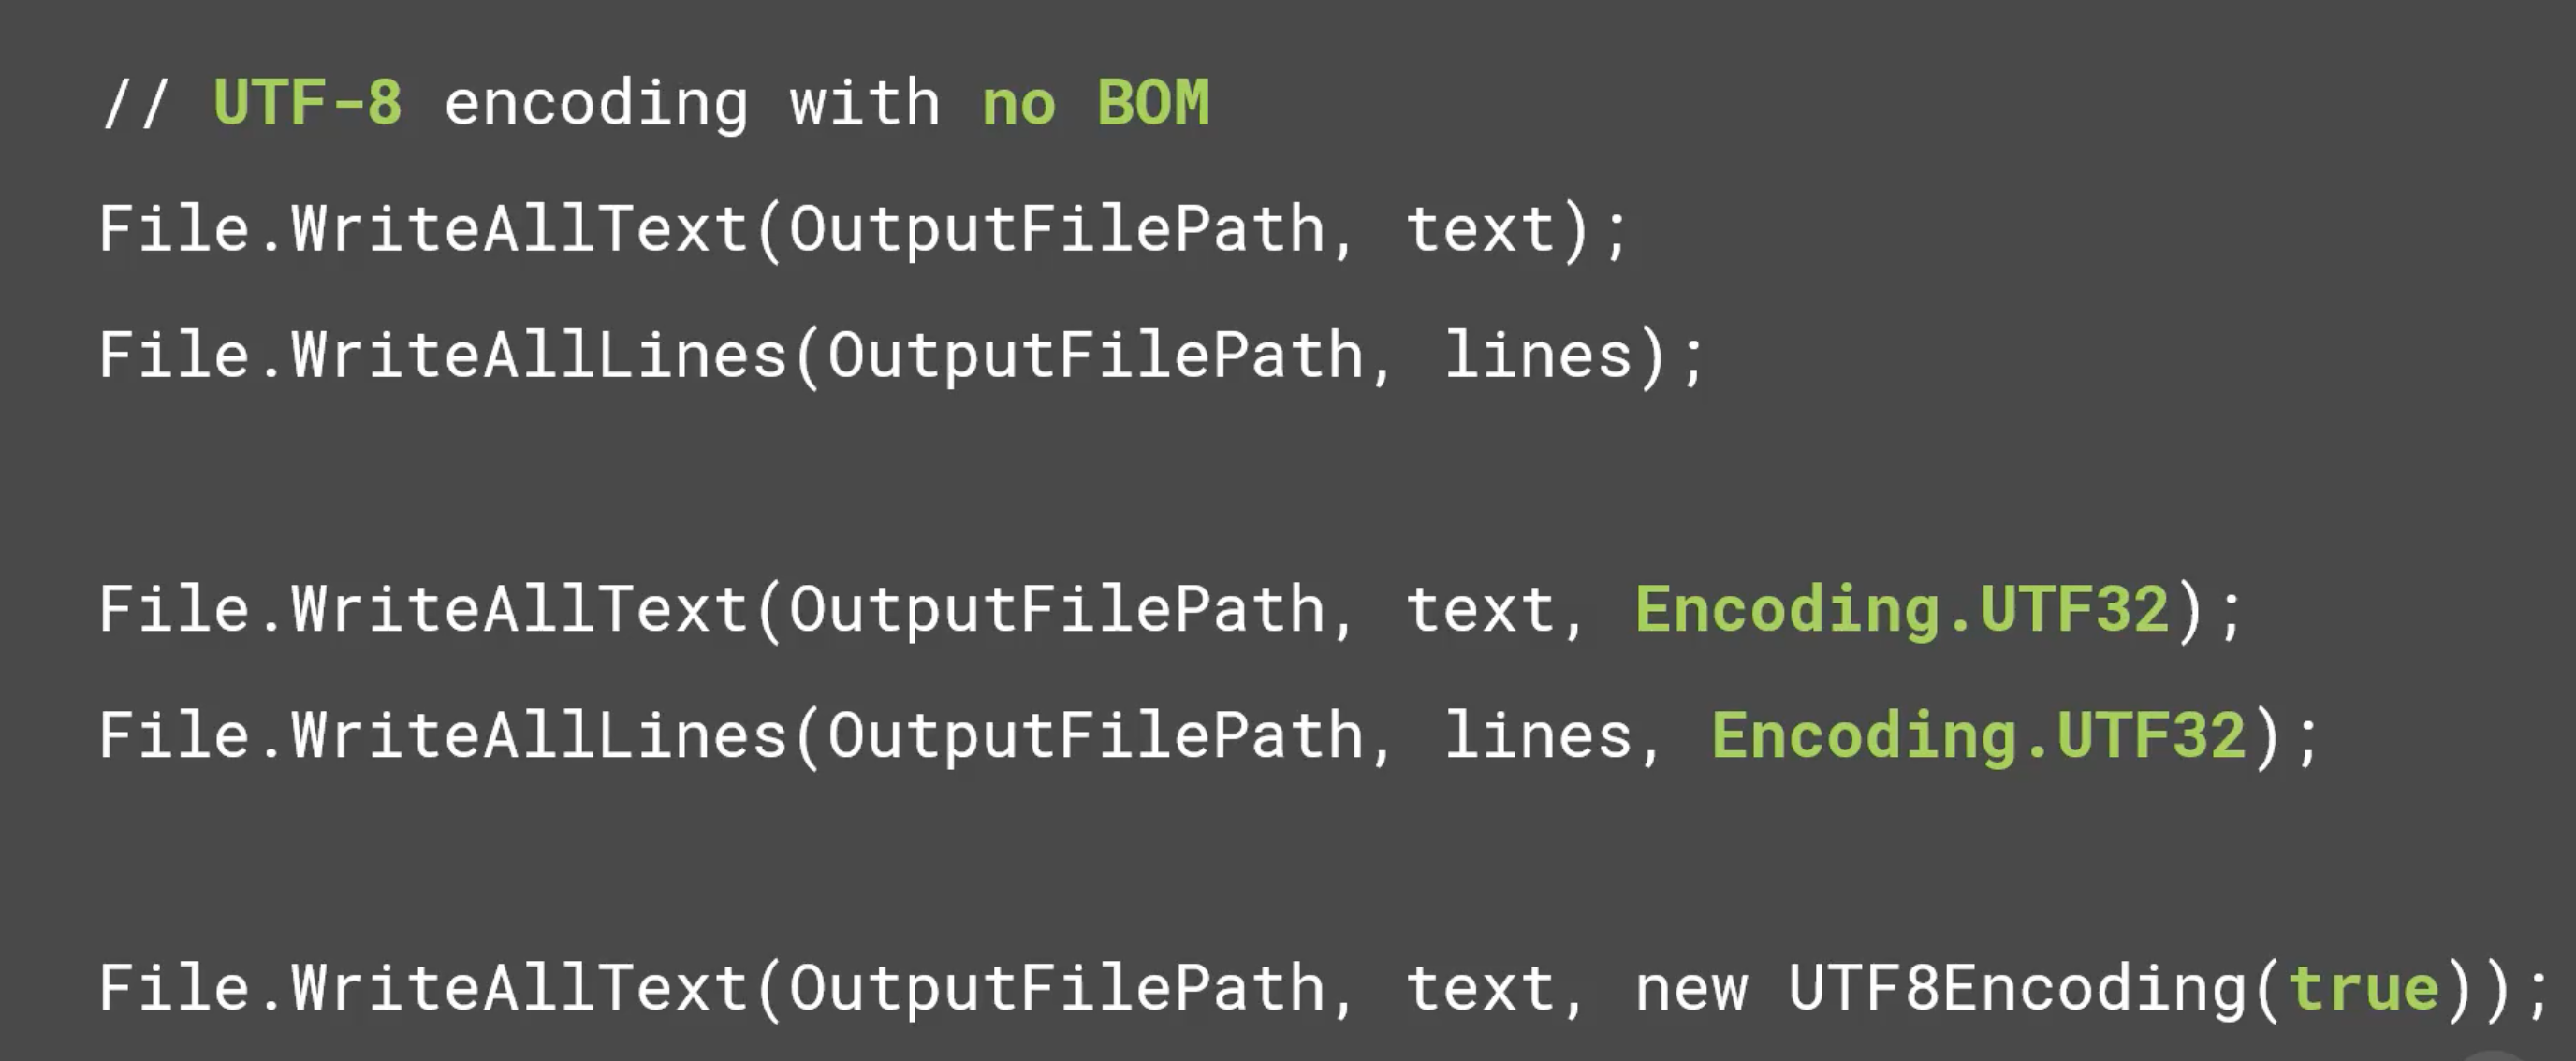 // UTF-8 encoding with no BOM
File.WriteAllText(OutputFilePath, text);
File.WriteAllLines(OutputFilePath, lines);
File.WriteAllText(OutputFilePath, text, Encoding.UTF32);
File.WriteAllLines(OutputFilePath, lines, Encoding.UTF32);
File.WriteAllText(OutputFilePath, text, new UTF8Encoding(true));